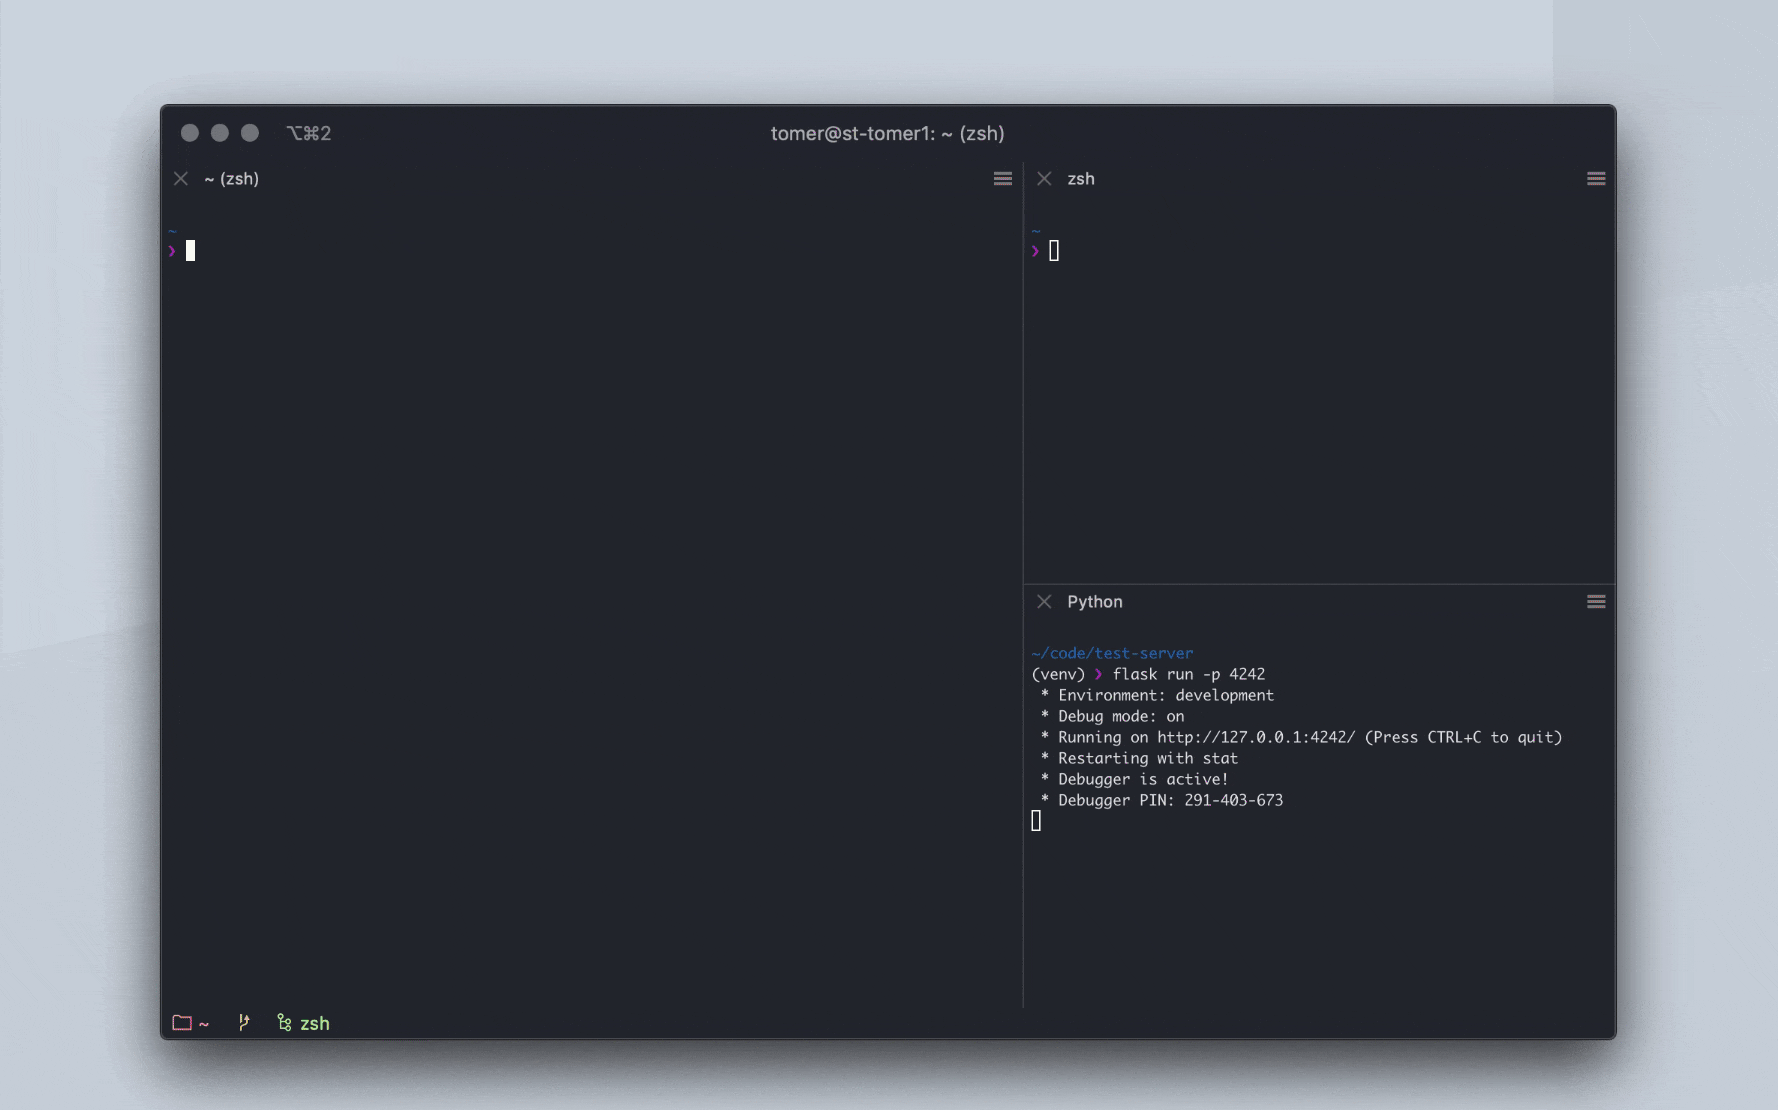 ⌥⌘2
tomer@st-tomer1: ~ (zsh)
~ (zsh)
~
❯
zsh
~
❯
Python
~/code/test-server
(venv) ❯ flask run -p 4242
* Environment: development
* Debug mode: on
* Running on http://127.0.0.1:4242/ (Press CTRL+C to quit)
* Restarting with stat
* Debugger is active!
* Debugger PIN: 291-403-673
~
zsh